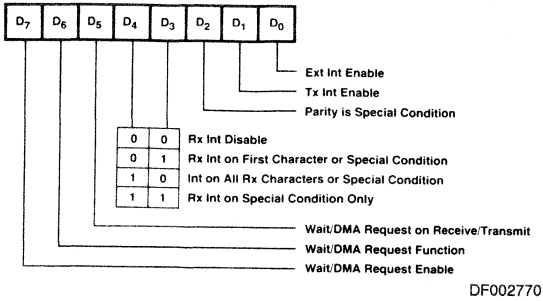 D7 D6 D5 D4 D3 D2 D1 D0
Ext Int Enable
Tx Int Enable
Parity is Special Condition
0 0 Rx Int Disable
0 1 Rx Int on First Character or Special Condition
1 0 Int on All Rx Characters or Special Condition
1 1 Rx Int on Special Condition Only
Wait/DMA Request on Receive/Transmit
Wait/DMA Request Function
Wait/DMA Request Enable
DF002770